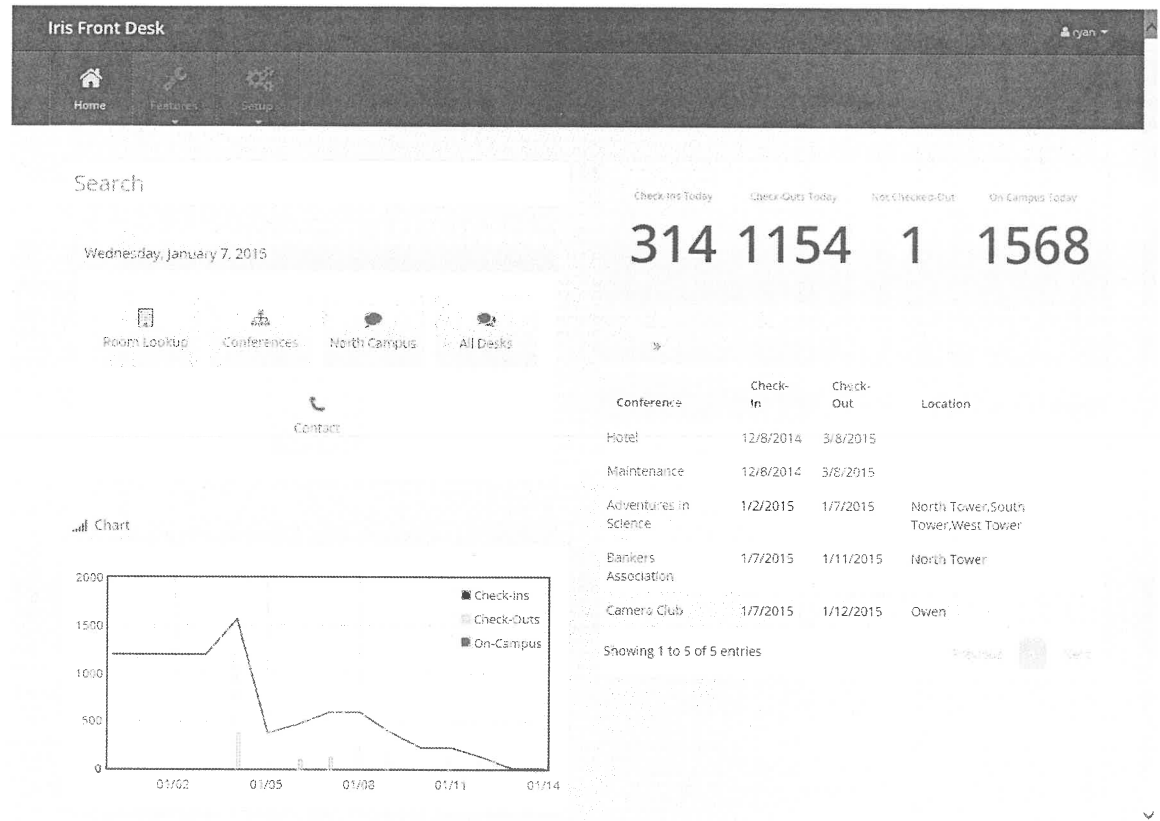 Iris Front Desk
ryan
Home
Features
Setup
Search
Wednesday, January 7, 2015
Room Lookup
Conferences
North Campus
All Desks
Contact
Check-Ins Today
Check-Outs Today
Not Checked-Out
On Campus Today
314
1154
1
1568
»
Conference Check-In Check-Out Location
Hotel 12/8/2014 3/8/2015
Maintenance 12/8/2014 3/8/2015
Adventures in Science 1/2/2015 1/7/2015 North Tower,South Tower,West Tower
Bankers Association 1/7/2015 1/11/2015 North Tower
Camera Club 1/7/2015 1/12/2015 Owen
Showing 1 to 5 of 5 entries
Previous
Next
Chart
2000
1500
1000
500
0
Check-Ins
Check-Outs
On-Campus
01/02
01/05
01/08
01/11
01/14